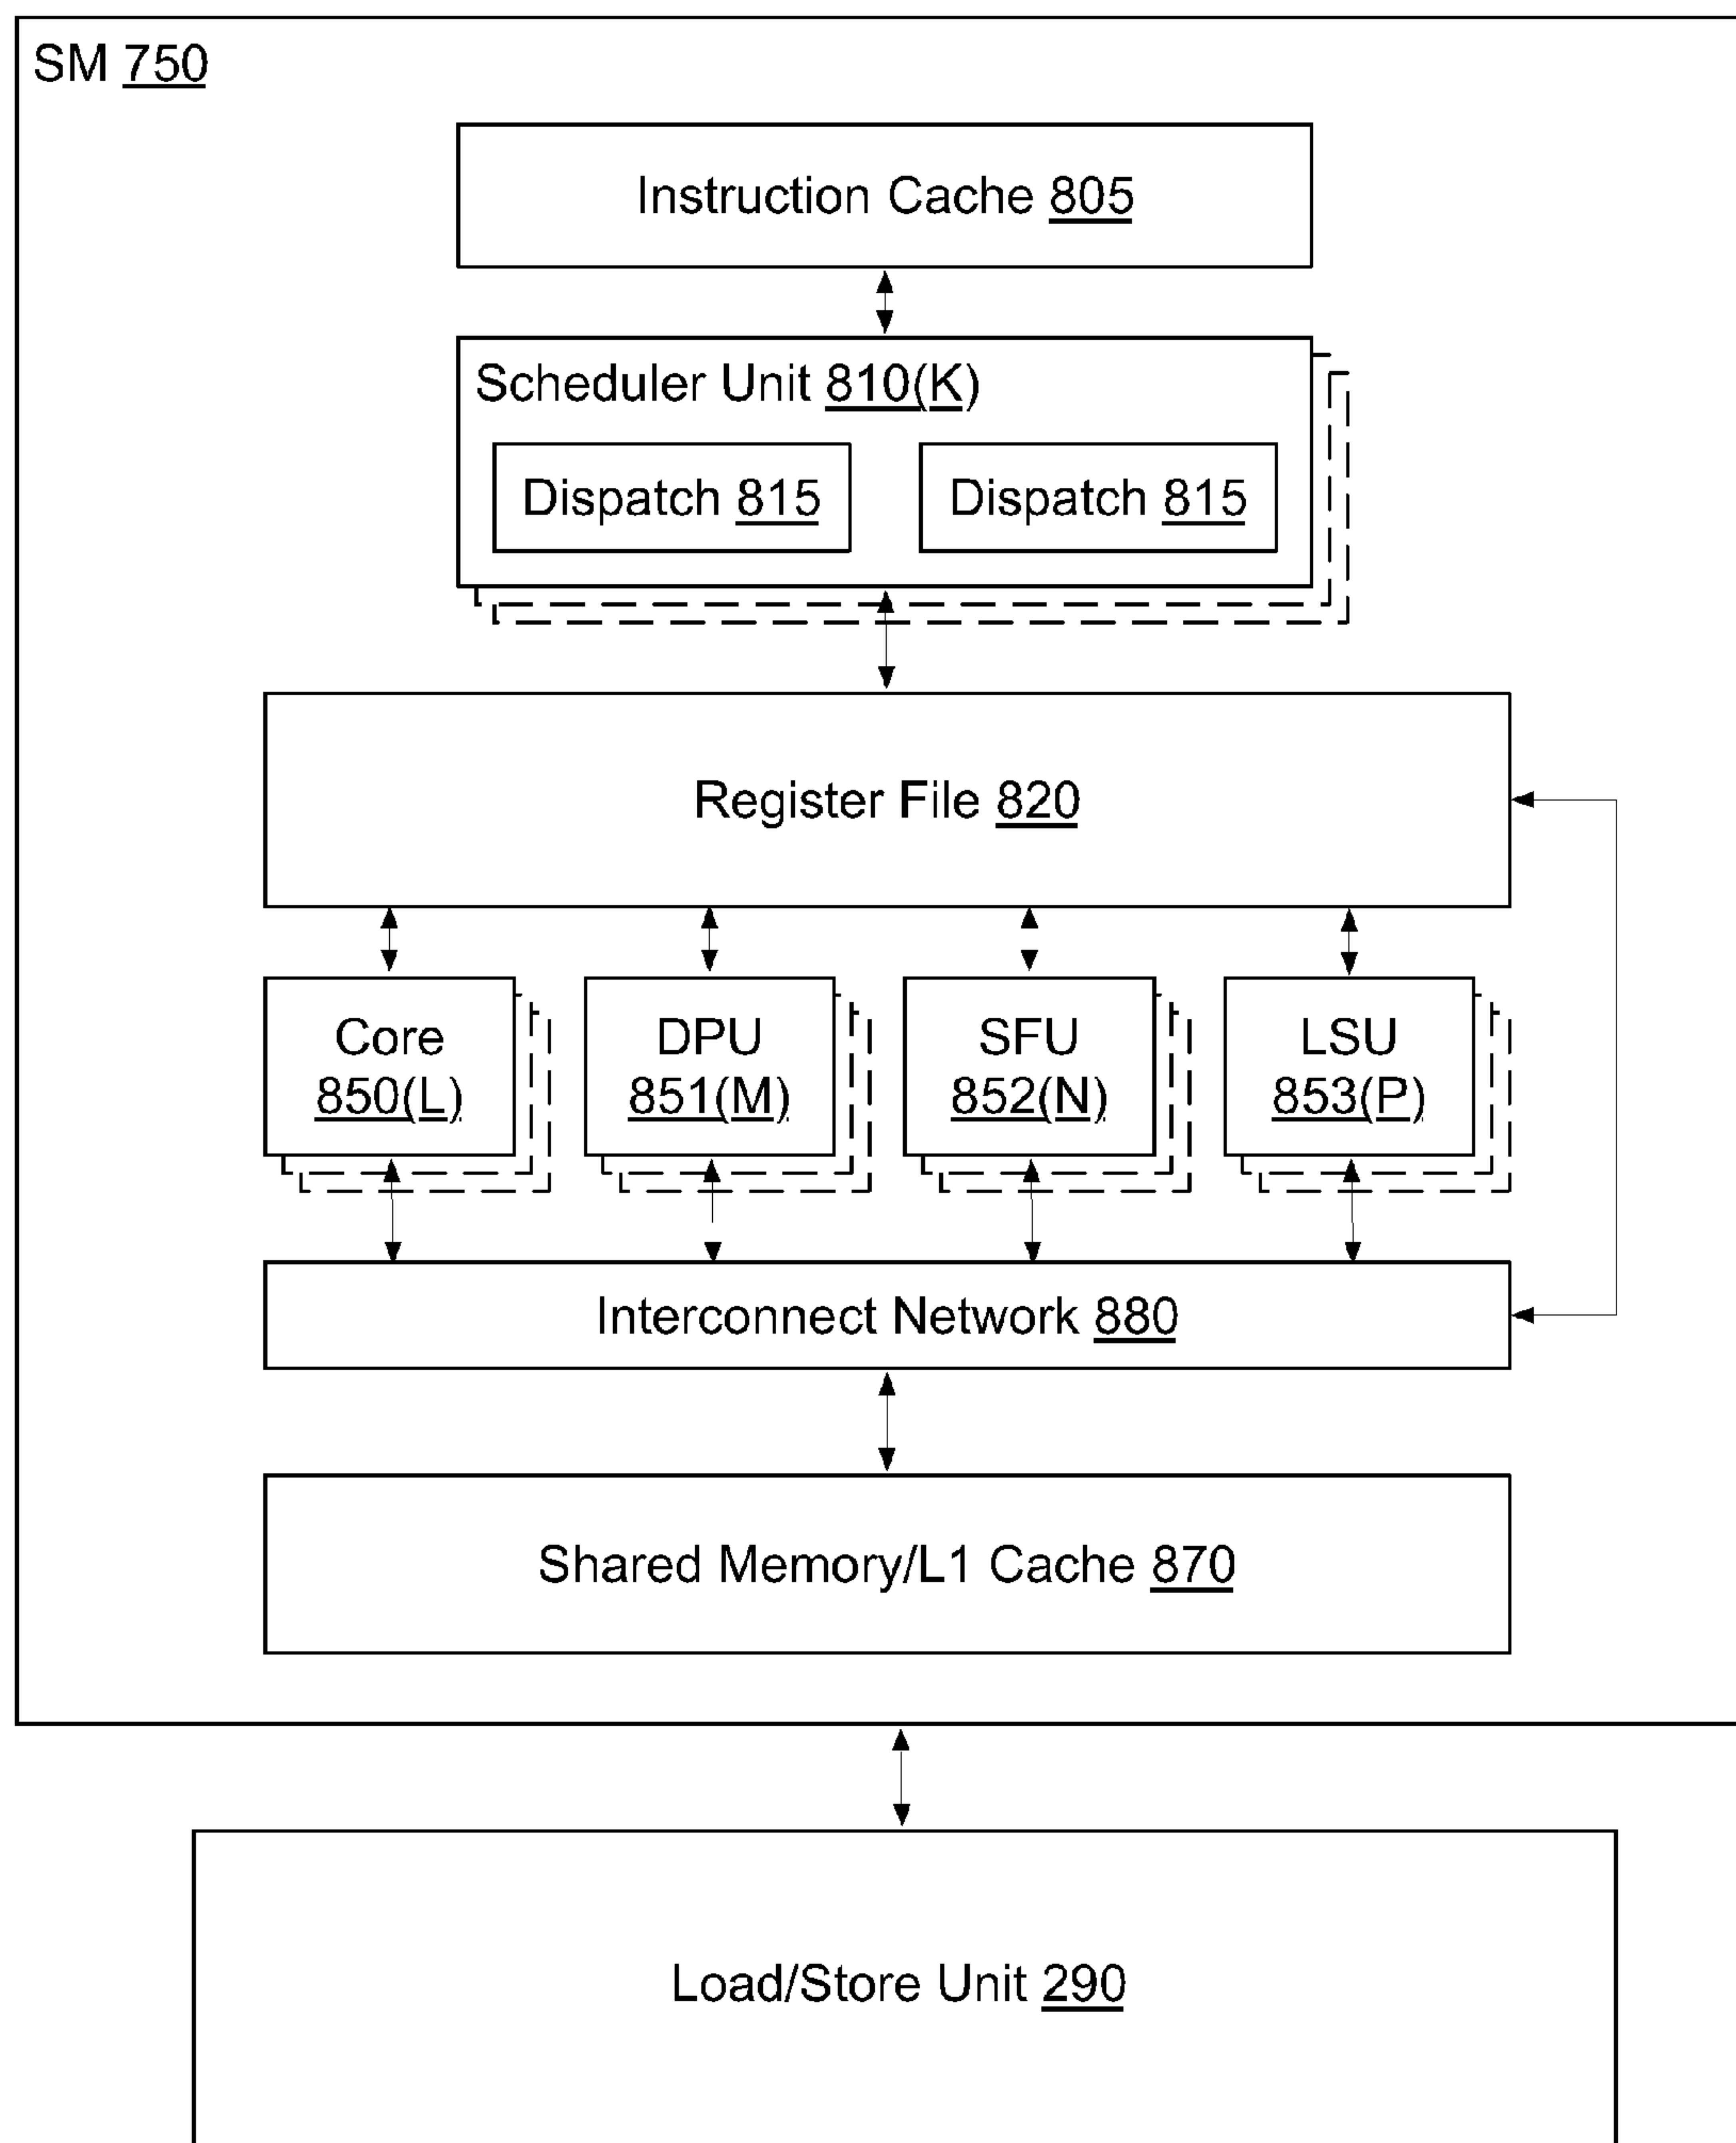 SM 750
Instruction Cache 805
Scheduler Unit 810(K)
Dispatch 815 Dispatch 815
Register File 820
Core DPU SFU LSU
850(L) 851(M) 852(N) 853(P)
Interconnect Network 880
Shared Memory/L1 Cache 870
Load/Store Unit 290